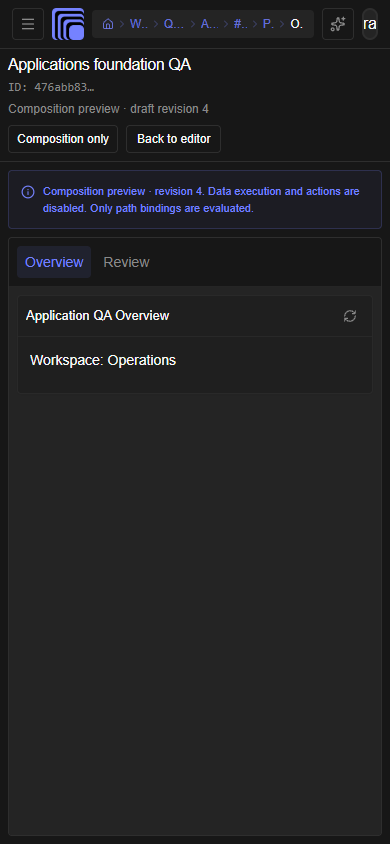 W.. Q... A... #... P... O.
ra
Applications foundation QA
ID: 476abb83…
Composition preview · draft revision 4
Composition only Back to editor
Composition preview · revision 4. Data execution and actions are
disabled. Only path bindings are evaluated.
Overview Review
Application QA Overview
Workspace: Operations